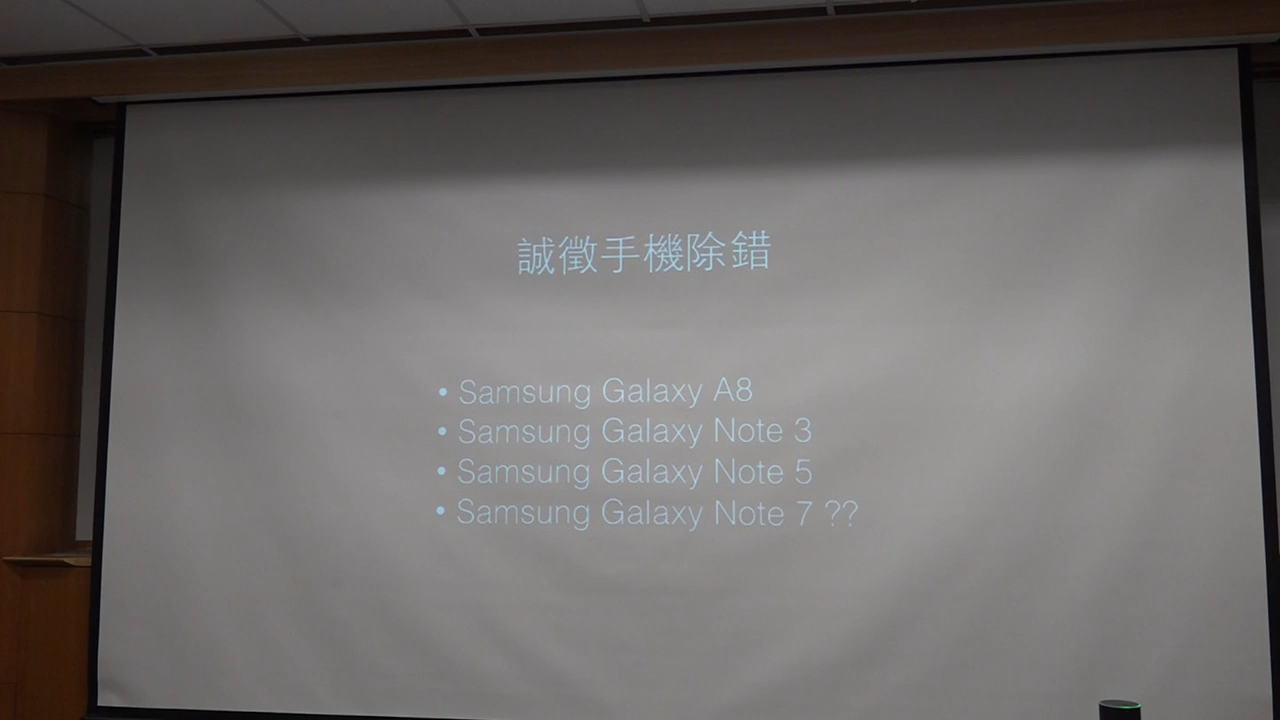 誠徵手機除錯
• Samsung Galaxy A8
• Samsung Galaxy Note 3
• Samsung Galaxy Note 5
• Samsung Galaxy Note 7 ??